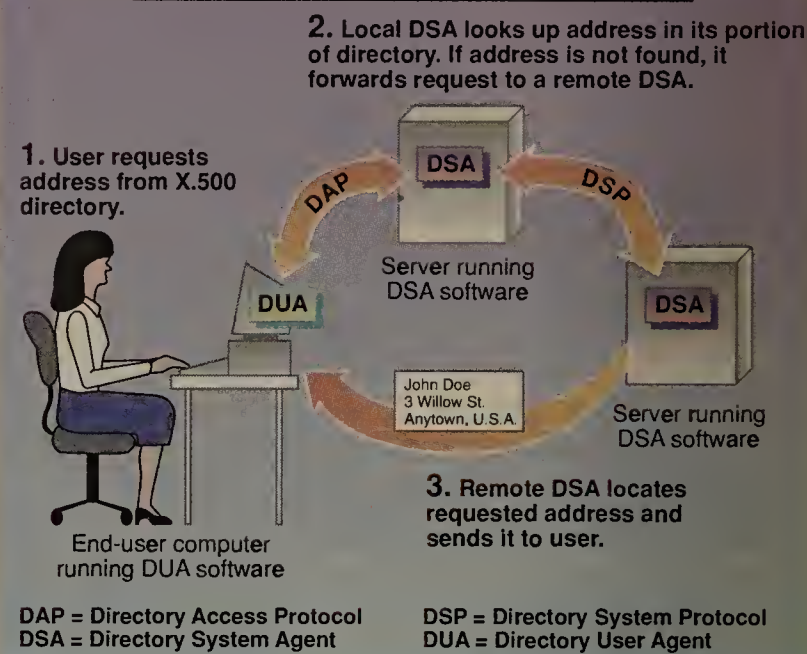 2. Local DSA looks up address in its portion
of directory. If address is not found, it
forwards request to a remote DSA.
1. User requests
address from X.500
directory.
DSA
DAP
DSP
Server running
DSA software
DUA
DSA
John Doe
3 Willow St.
Anytown, U.S.A.
Server running
DSA software
3. Remote DSA locates
requested address and
sends it to user.
End-user computer
running DUA software
DAP = Directory Access Protocol
DSA = Directory System Agent
DSP = Directory System Protocol
DUA = Directory User Agent